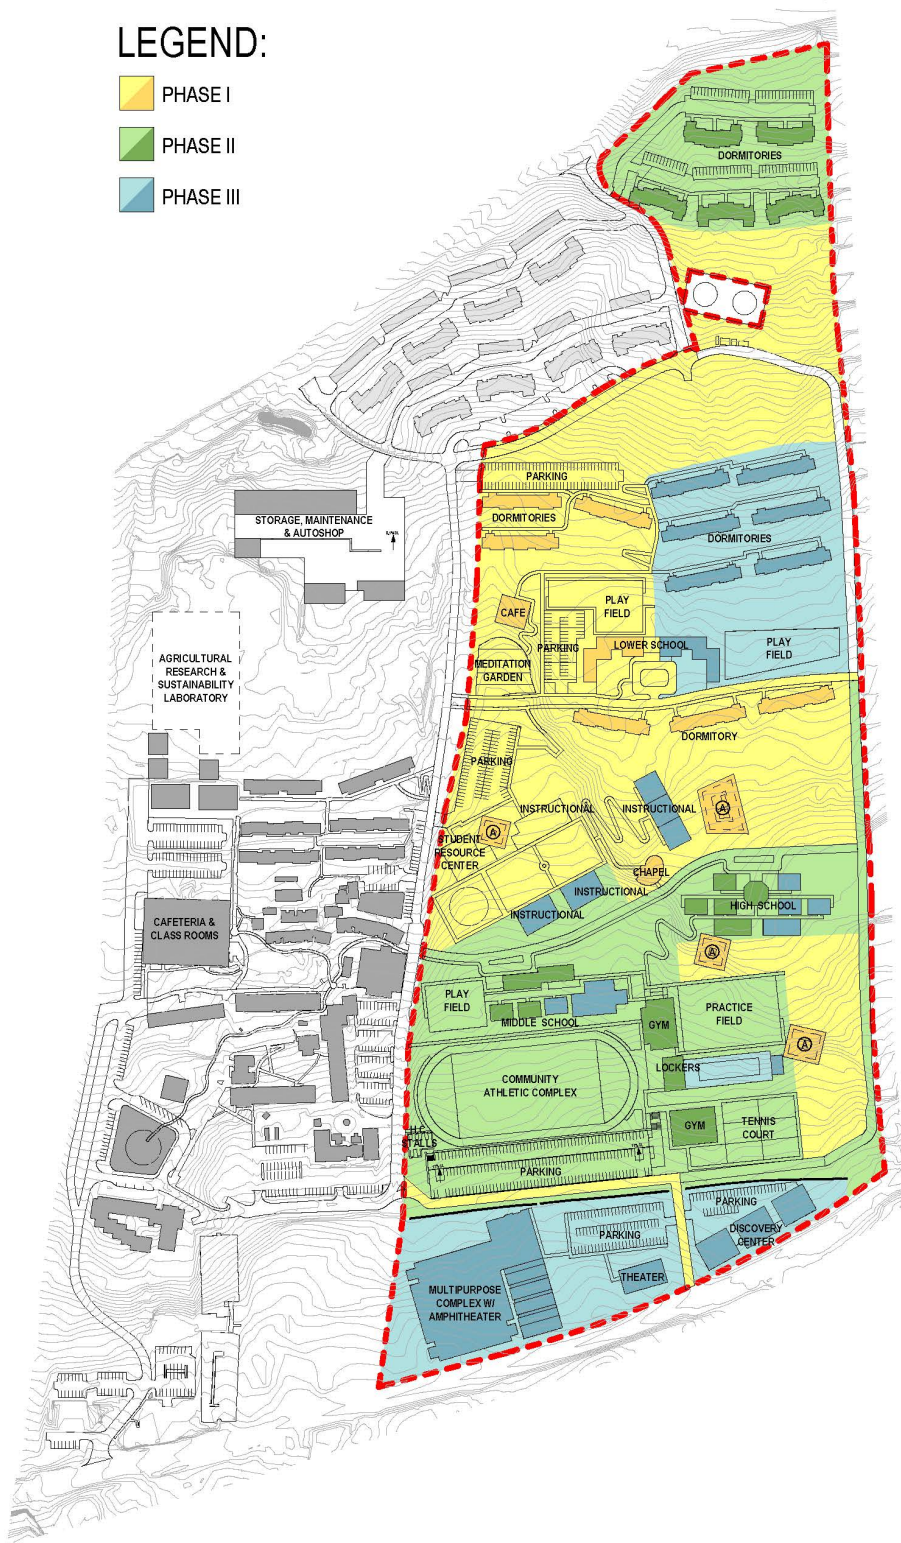 LEGEND:
PHASE I
PHASE II
PHASE III
DORMITORIES
PARKING
DORMITORIES
STORAGE, MAINTENANCE
& AUTOSHOP
DORMITORIES
CAFE
PLAY
FIELD
PARKING
LOWER SCHOOL
PLAY
FIELD
AGRICULTURAL
RESEARCH &
SUSTAINABILITY
LABORATORY
MEDITATION
GARDEN
DORMITORY
PARKING
INSTRUCTIONAL
INSTRUCTIONAL
A
A
STUDENT
RESOURCE
CENTER
CHAPEL
INSTRUCTIONAL
INSTRUCTIONAL
HIGH SCHOOL
CAFETERIA &
CLASS ROOMS
A
PLAY
FIELD
MIDDLE SCHOOL
GYM
PRACTICE
FIELD
A
LOCKERS
COMMUNITY
ATHLETIC COMPLEX
H.C.
STALLS
GYM
TENNIS
COURT
PARKING
PARKING
PARKING
DISCOVERY
CENTER
THEATER
MULTIPURPOSE
COMPLEX W/
AMPHITHEATER